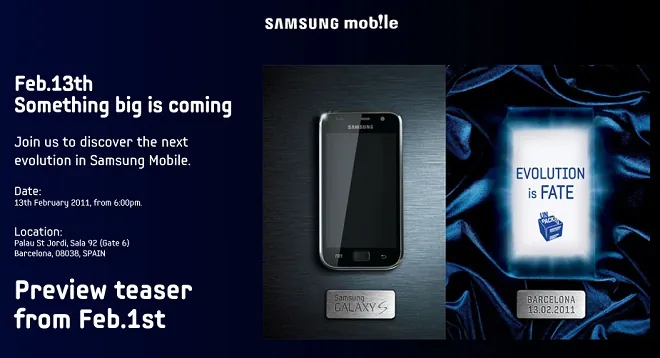 SAMSUNG mobile
Feb.13th
Something big is coming
Join us to discover the next
evolution in Samsung Mobile.
Date:
13th February 2011, from 6:00pm.
Location:
Palau St Jordi, Sala 92 (Gate 6)
Barcelona, 08038, SPAIN
Preview teaser
from Feb.1st
SAMSUNG
Samsung
GALAXY S
EVOLUTION
is FATE
UN
PACKED
BARCELONA
13.02.2011